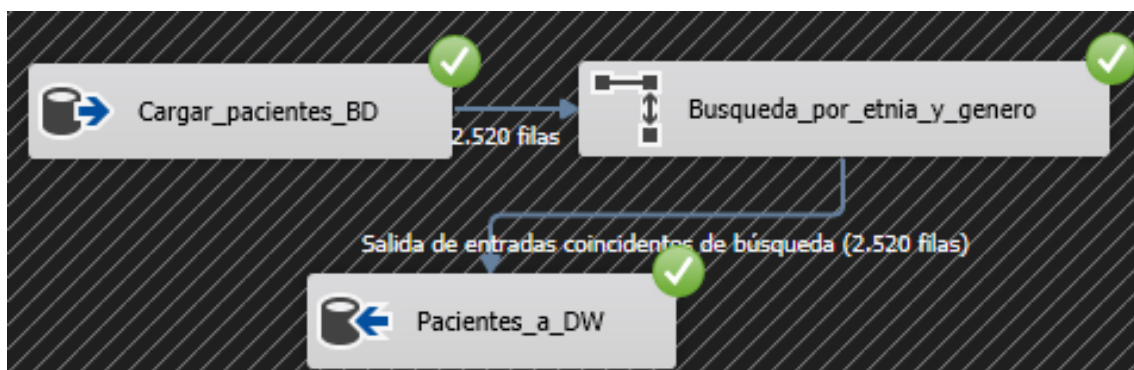 Cargar_pacientes_BD
2.520 filas
Busqueda_por_etnia_y_genero
Salida de entradas coincidentes de búsqueda (2.520 filas)
Pacientes_a_DW